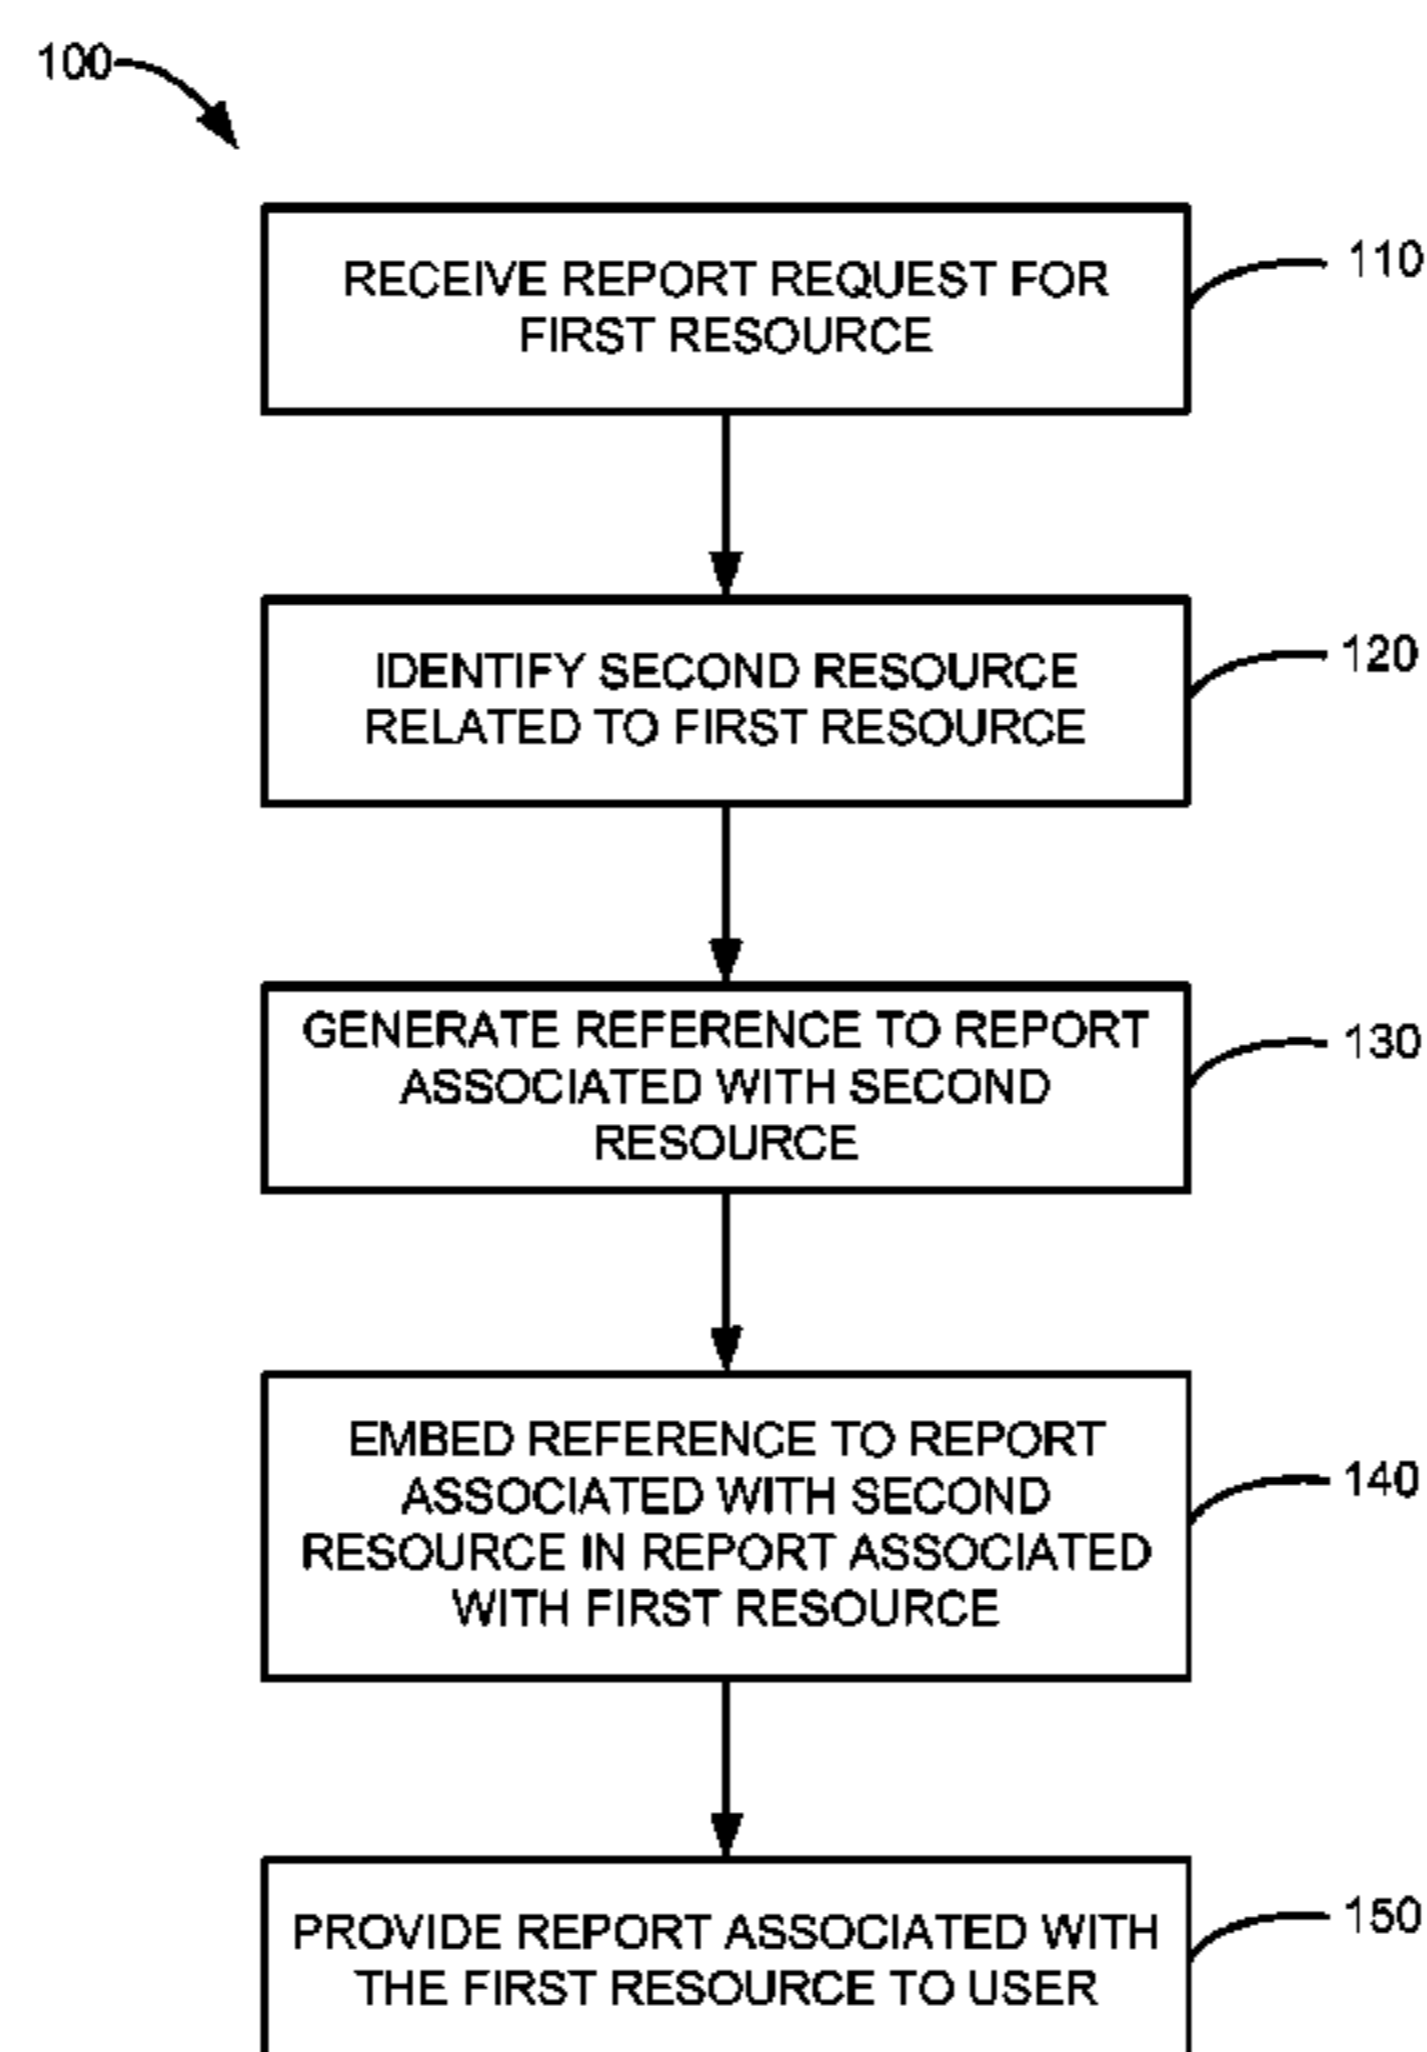 100
RECEIVE REPORT REQUEST FOR
FIRST RESOURCE
110
IDENTIFY SECOND RESOURCE
RELATED TO FIRST RESOURCE
120
GENERATE REFERENCE TO REPORT
ASSOCIATED WITH SECOND
RESOURCE
130
EMBED REFERENCE TO REPORT
ASSOCIATED WITH SECOND
RESOURCE IN REPORT ASSOCIATED
WITH FIRST RESOURCE
140
PROVIDE REPORT ASSOCIATED WITH
THE FIRST RESOURCE TO USER
150